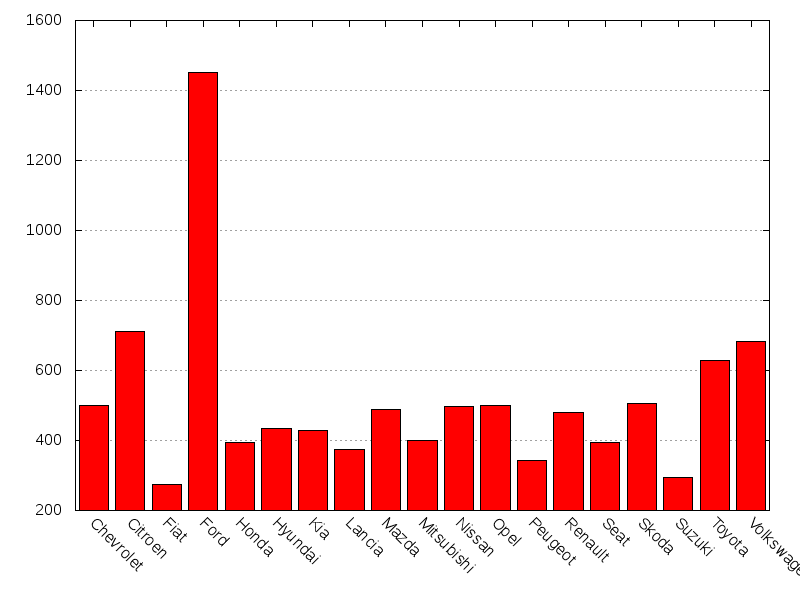 1600
1400
1200
1000
800
600
400
200
Chevrolet
Citroen
Fiat
Ford
Honda
Hyundai
Kia
Lancia
Mazda
Mitsubishi
Nissan
Opel
Peugeot
Renault
Seat
Skoda
Suzuki
Toyota
Volkswage